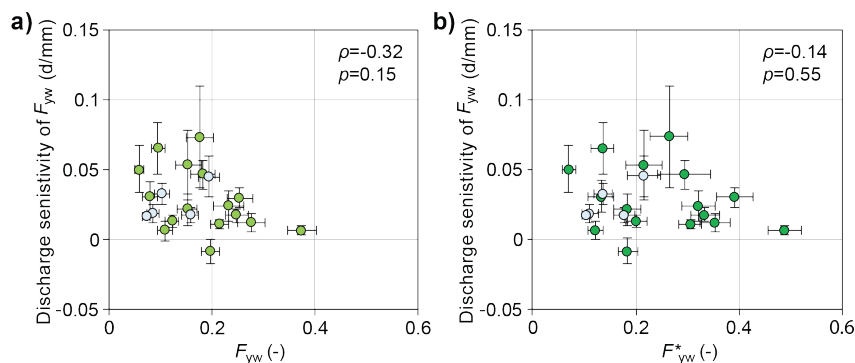 a)
Discharge senistivity of Fyw (d/mm)
0.15
0.1
0.05
0
-0.05
0
0.2
0.4
0.6
Fyw (-)
ρ=-0.32
p=0.15
b)
Discharge senistivity of Fyw (d/mm)
0.15
0.1
0.05
0
-0.05
0
0.2
0.4
0.6
F*yw (-)
ρ=-0.14
p=0.55